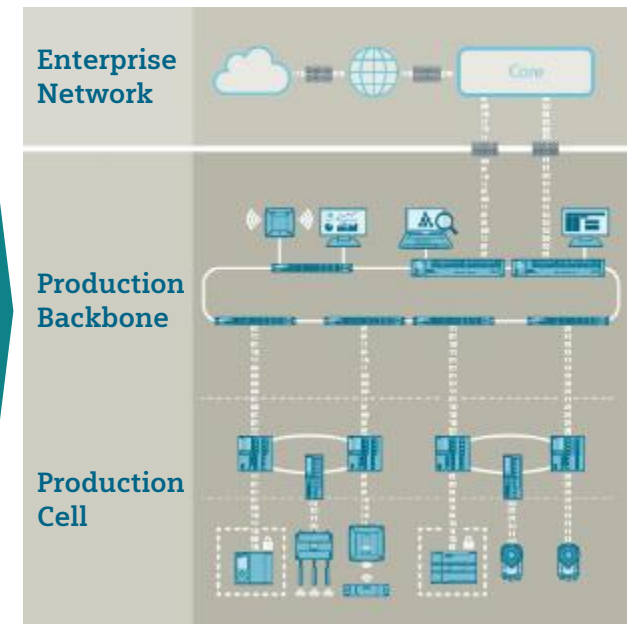 Enterprise
Network
Core
Production
Backbone
Production
Cell